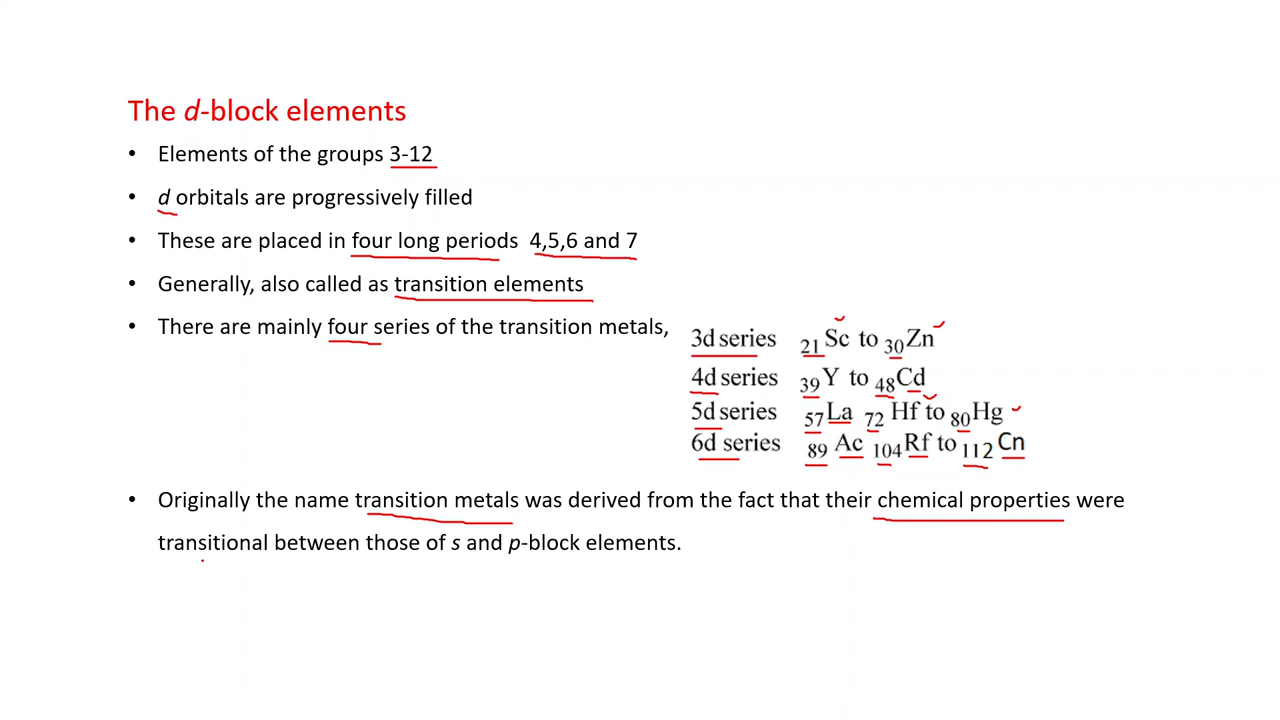 The d-block elements
• Elements of the groups 3-12
• d orbitals are progressively filled
• These are placed in four long periods 4,5,6 and 7
• Generally, also called as transition elements
• There are mainly four series of the transition metals,
3d series 21Sc to 30Zn
4d series 39Y to 48Cd
5d series 57La 72Hf to 80Hg
6d series 89Ac 104Rf to 112Cn
• Originally the name transition metals was derived from the fact that their chemical properties were
transitional between those of s and p-block elements.